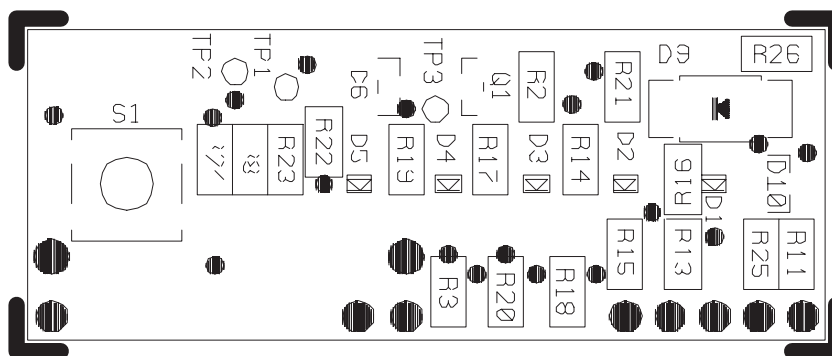 TP2
TP1
C6
TP3
Q1
R2
R21
D9
R26
S1
R23
R22
D5
R19
D4
R17
D3
R14
D2
R16
D1
D10
R3
R20
R18
R15
R13
R25
R11